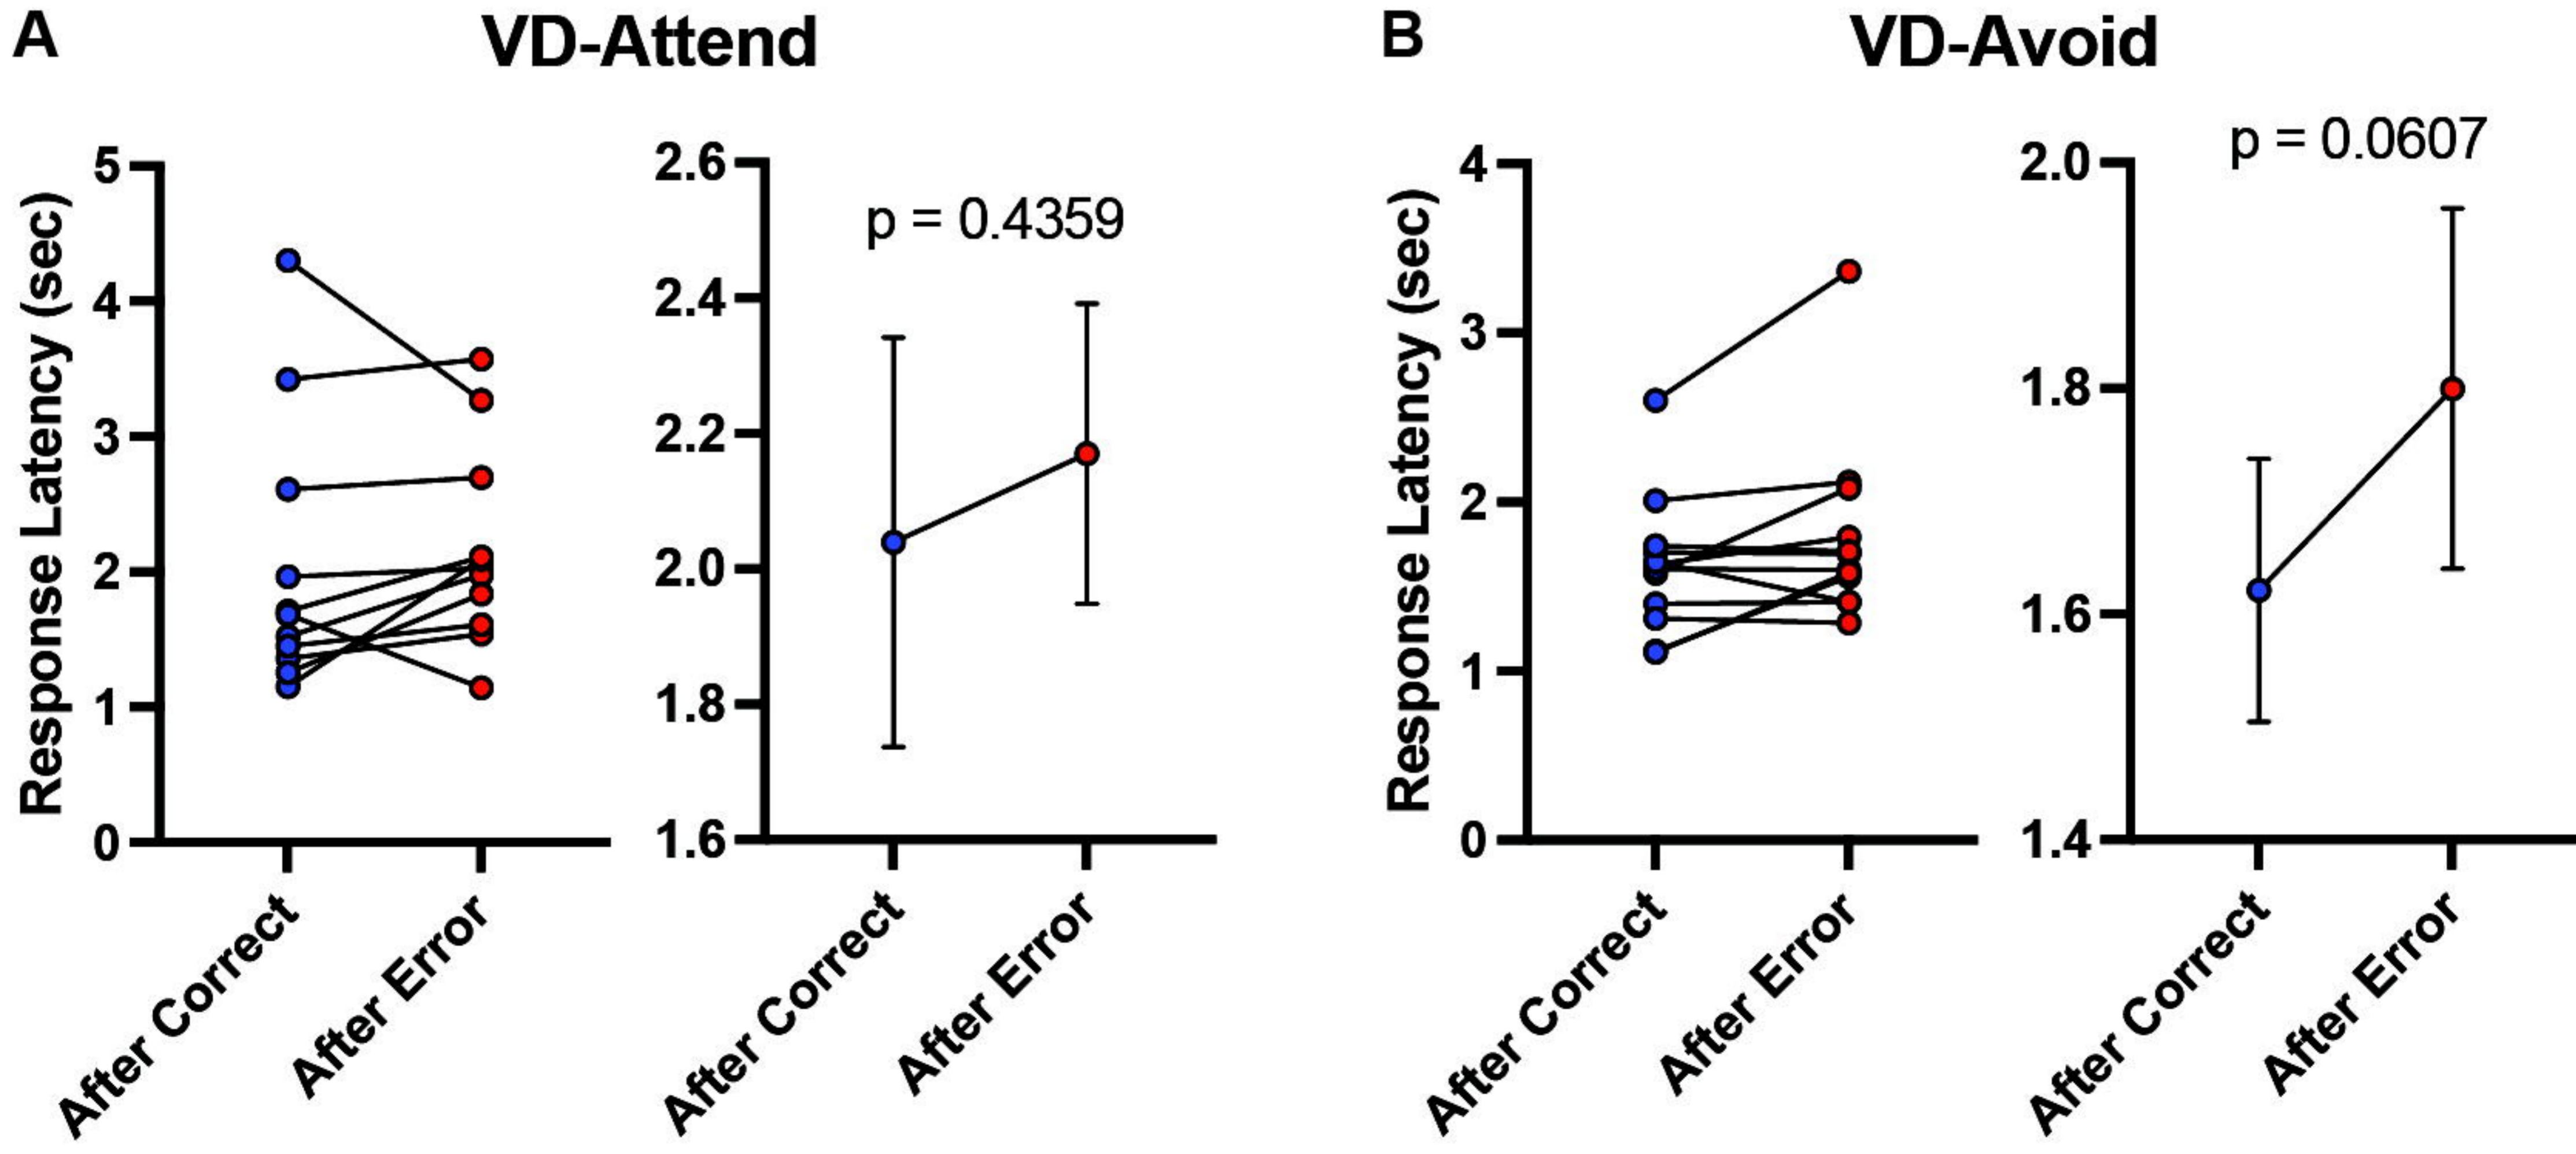 A
VD-Attend
Response Latency (sec)
5
4
3
2
1
0
After Correct
After Error
2.6
2.4
2.2
2.0
1.8
1.6
p = 0.4359
After Correct
After Error
B
VD-Avoid
Response Latency (sec)
4
3
2
1
0
After Correct
After Error
2.0
1.8
1.6
1.4
p = 0.0607
After Correct
After Error